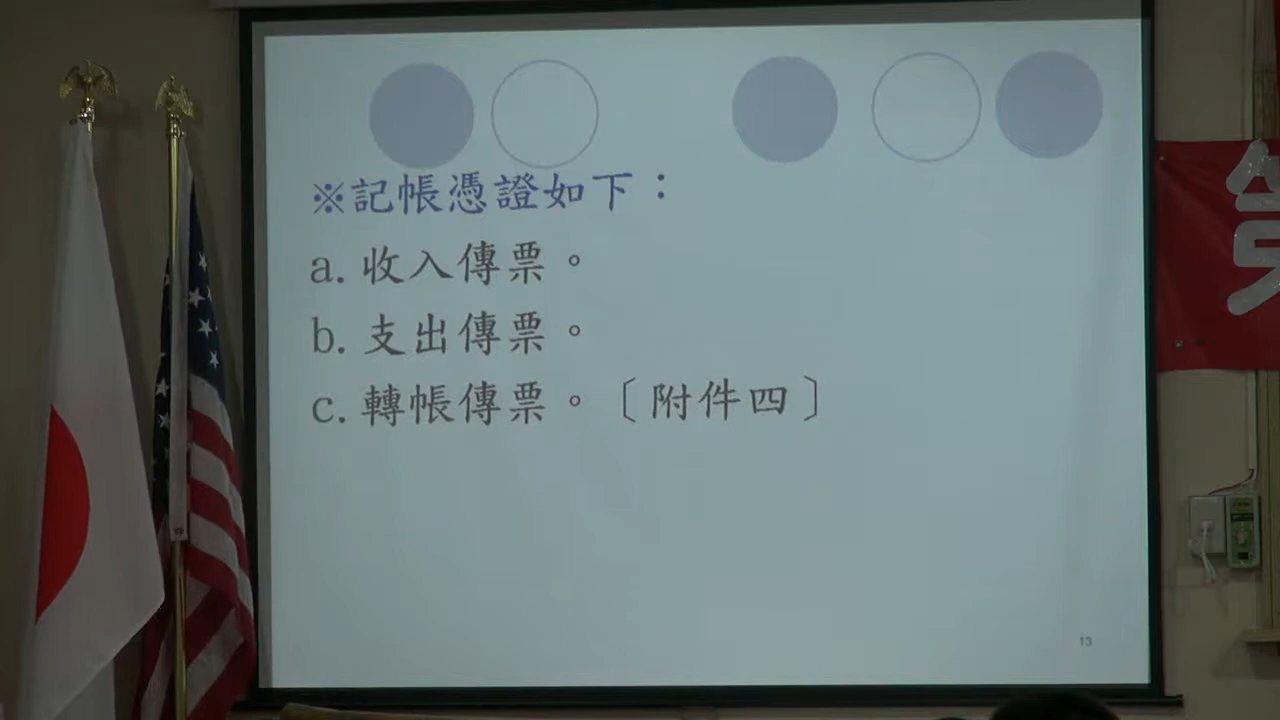 ※記帳憑證如下：
a. 收入傳票。
b. 支出傳票。
c. 轉帳傳票。〔附件四〕
13